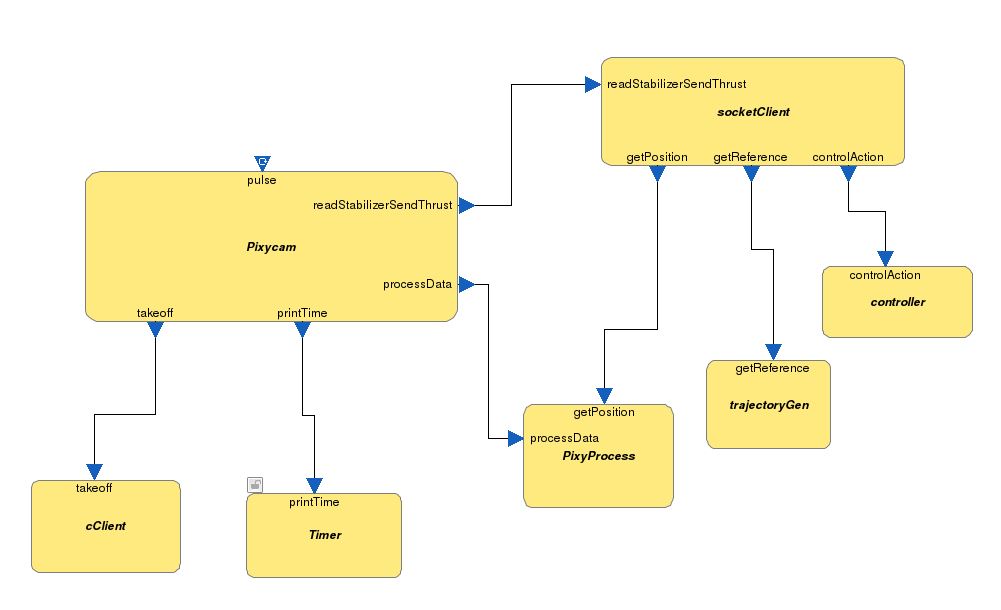 readStabilizerSendThrust
socketClient
getPosition getReference controlAction
pulse
readStabilizerSendThrust
Pixycam
processData
takeoff printTime
controlAction
controller
getReference
trajectoryGen
getPosition
processData
PixyProcess
takeoff
cClient
printTime
Timer